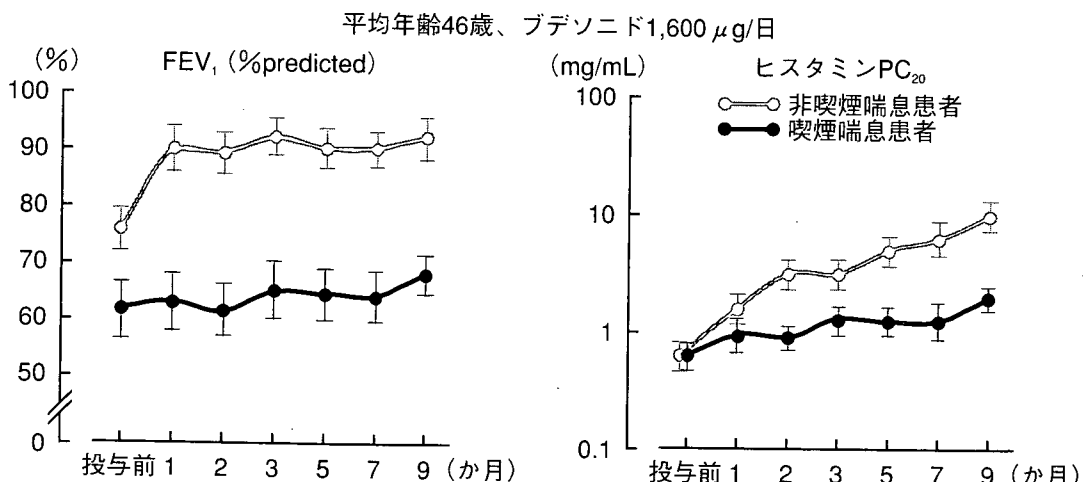 平均年齢46歳、ブデソニド1,600 μg/日
(%)
FEV₁ (%predicted)
100
90
80
70
60
50
0
投与前 1 2 3 5 7 9 (か月)
(mg/mL)
ヒスタミンPC₂₀
非喫煙喘息患者
喫煙喘息患者
100
10
1
0.1
投与前 1 2 3 5 7 9 (か月)